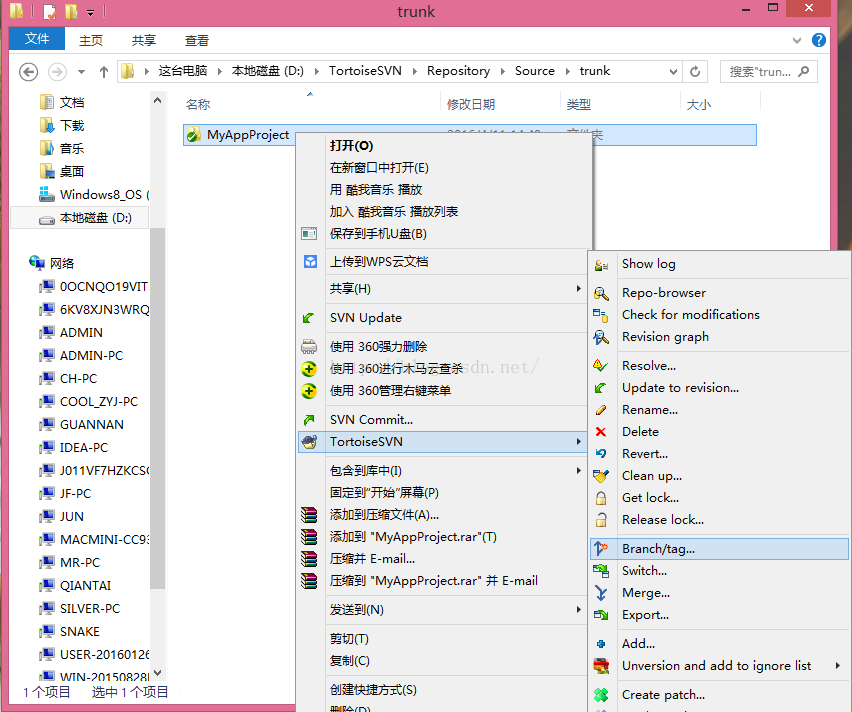 trunk
文件 主页 共享 查看
这台电脑 本地磁盘 (D:) TortoiseSVN Repository Source trunk 搜索"trun...
名称 修改日期 类型 大小
文档
下载
音乐
桌面
Windows8_OS (
本地磁盘 (D:)
网络
0OCNQO19VIT
6KV8XJN3WRQ
ADMIN
ADMIN-PC
CH-PC
COOL_ZYJ-PC
GUANNAN
IDEA-PC
J011VF7HZKCS
JF-PC
JUN
MACMINI-CC93
MR-PC
QIANTAI
SILVER-PC
SNAKE
USER-20160126
WIN-20150828
1 个项目 选中 1 个项目
MyAppProject
打开(O)
在新窗口中打开(E)
用 酷我音乐 播放
加入 酷我音乐 播放列表
保存到手机U盘(B)
上传到WPS云文档
共享(H)
SVN Update
使用 360强力删除
使用 360进行木马云查杀
使用 360管理右键菜单
SVN Commit...
TortoiseSVN
包含到库中(I)
固定到"开始"屏幕(P)
添加到压缩文件(A)...
添加到 "MyAppProject.rar"(T)
压缩并 E-mail...
压缩到 "MyAppProject.rar" 并 E-mail
发送到(N)
剪切(T)
复制(C)
创建快捷方式(S)
删除(D)
Show log
Repo-browser
Check for modifications
Revision graph
Resolve...
Update to revision...
Rename...
Delete
Revert...
Clean up...
Get lock...
Release lock...
Branch/tag...
Switch...
Merge...
Export...
Add...
Unversion and add to ignore list
Create patch...